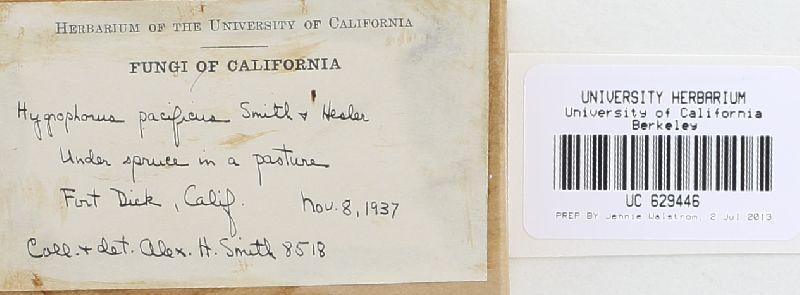 HERBARIUM OF THE UNIVERSITY OF CALIFORNIA
FUNGI OF CALIFORNIA
Hygrophorus pacificus Smith & Hesler
Under spruce in a pasture
Fort Dick, Calif. Nov. 8, 1937
Coll. & det. Alex. H. Smith 8518
UNIVERSITY HERBARIUM
University of California
Berkeley
UC 629446
PREP BY Jennie Walstrom, 2 Jul 2013